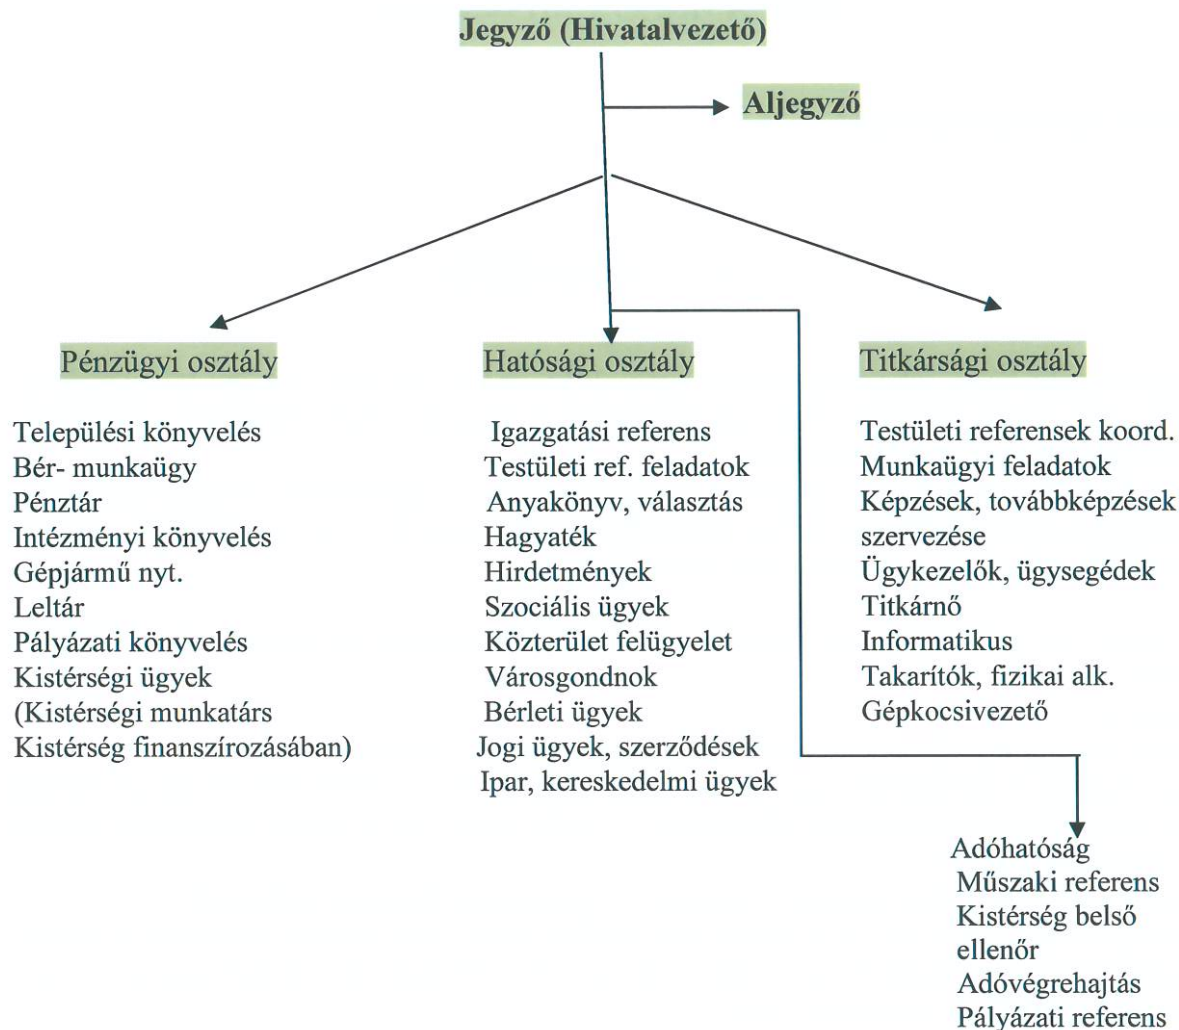 Jegyző (Hivatalvezető)
Aljegyző
Pénzügyi osztály
Települési könyvelés
Bér- munkaügy
Pénztár
Intézményi könyvelés
Gépjármű nyt.
Leltár
Pályázati könyvelés
Kistérségi ügyek
(Kistérségi munkatárs
Kistérség finanszírozásában)
Hatósági osztály
Igazgatási referens
Testületi ref. feladatok
Anyakönyv, választás
Hagyaték
Hirdetmények
Szociális ügyek
Közterület felügyelet
Városgondnok
Bérleti ügyek
Jogi ügyek, szerződések
Ipar, kereskedelmi ügyek
Titkársági osztály
Testületi referensek koord.
Munkaügyi feladatok
Képzések, továbbképzések
szervezése
Ügykezelők, ügysegédek
Titkárnő
Informatikus
Takarítók, fizikai alk.
Gépkocsivezető
Adóhatóság
Műszaki referens
Kistérség belső
ellenőr
Adóvégrehajtás
Pályázati referens